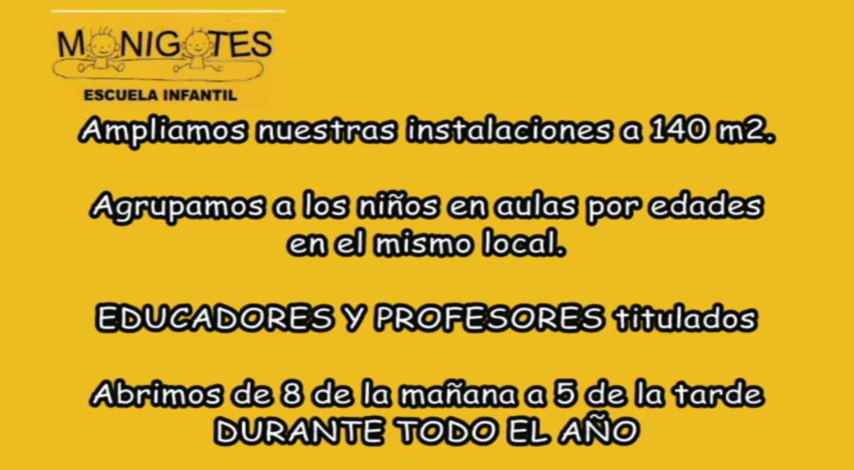 MONIGOTES
ESCUELA INFANTIL
Ampliamos nuestras instalaciones a 140 m2.
Agrupamos a los niños en aulas por edades
en el mismo local.
EDUCADORES Y PROFESORES titulados
Abrimos de 8 de la mañana a 5 de la tarde
DURANTE TODO EL AÑO